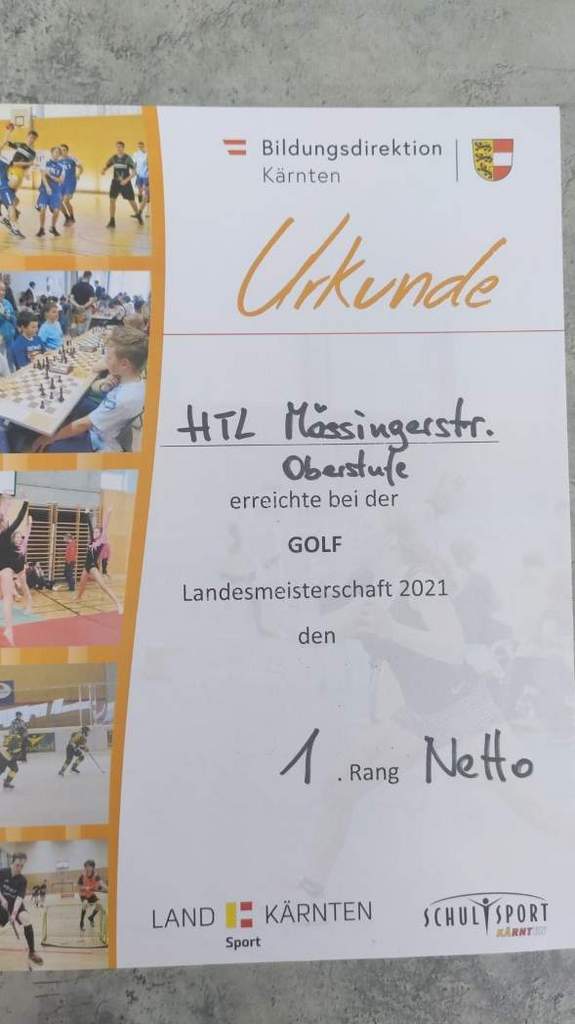 Bildungsdirektion
Kärnten
Urkunde
HTL Mössingerstr.
Oberstufe
erreichte bei der
GOLF
Landesmeisterschaft 2021
den
1 . Rang Netto
LAND KÄRNTEN
Sport
SCHULSPORT
KÄRNTEN